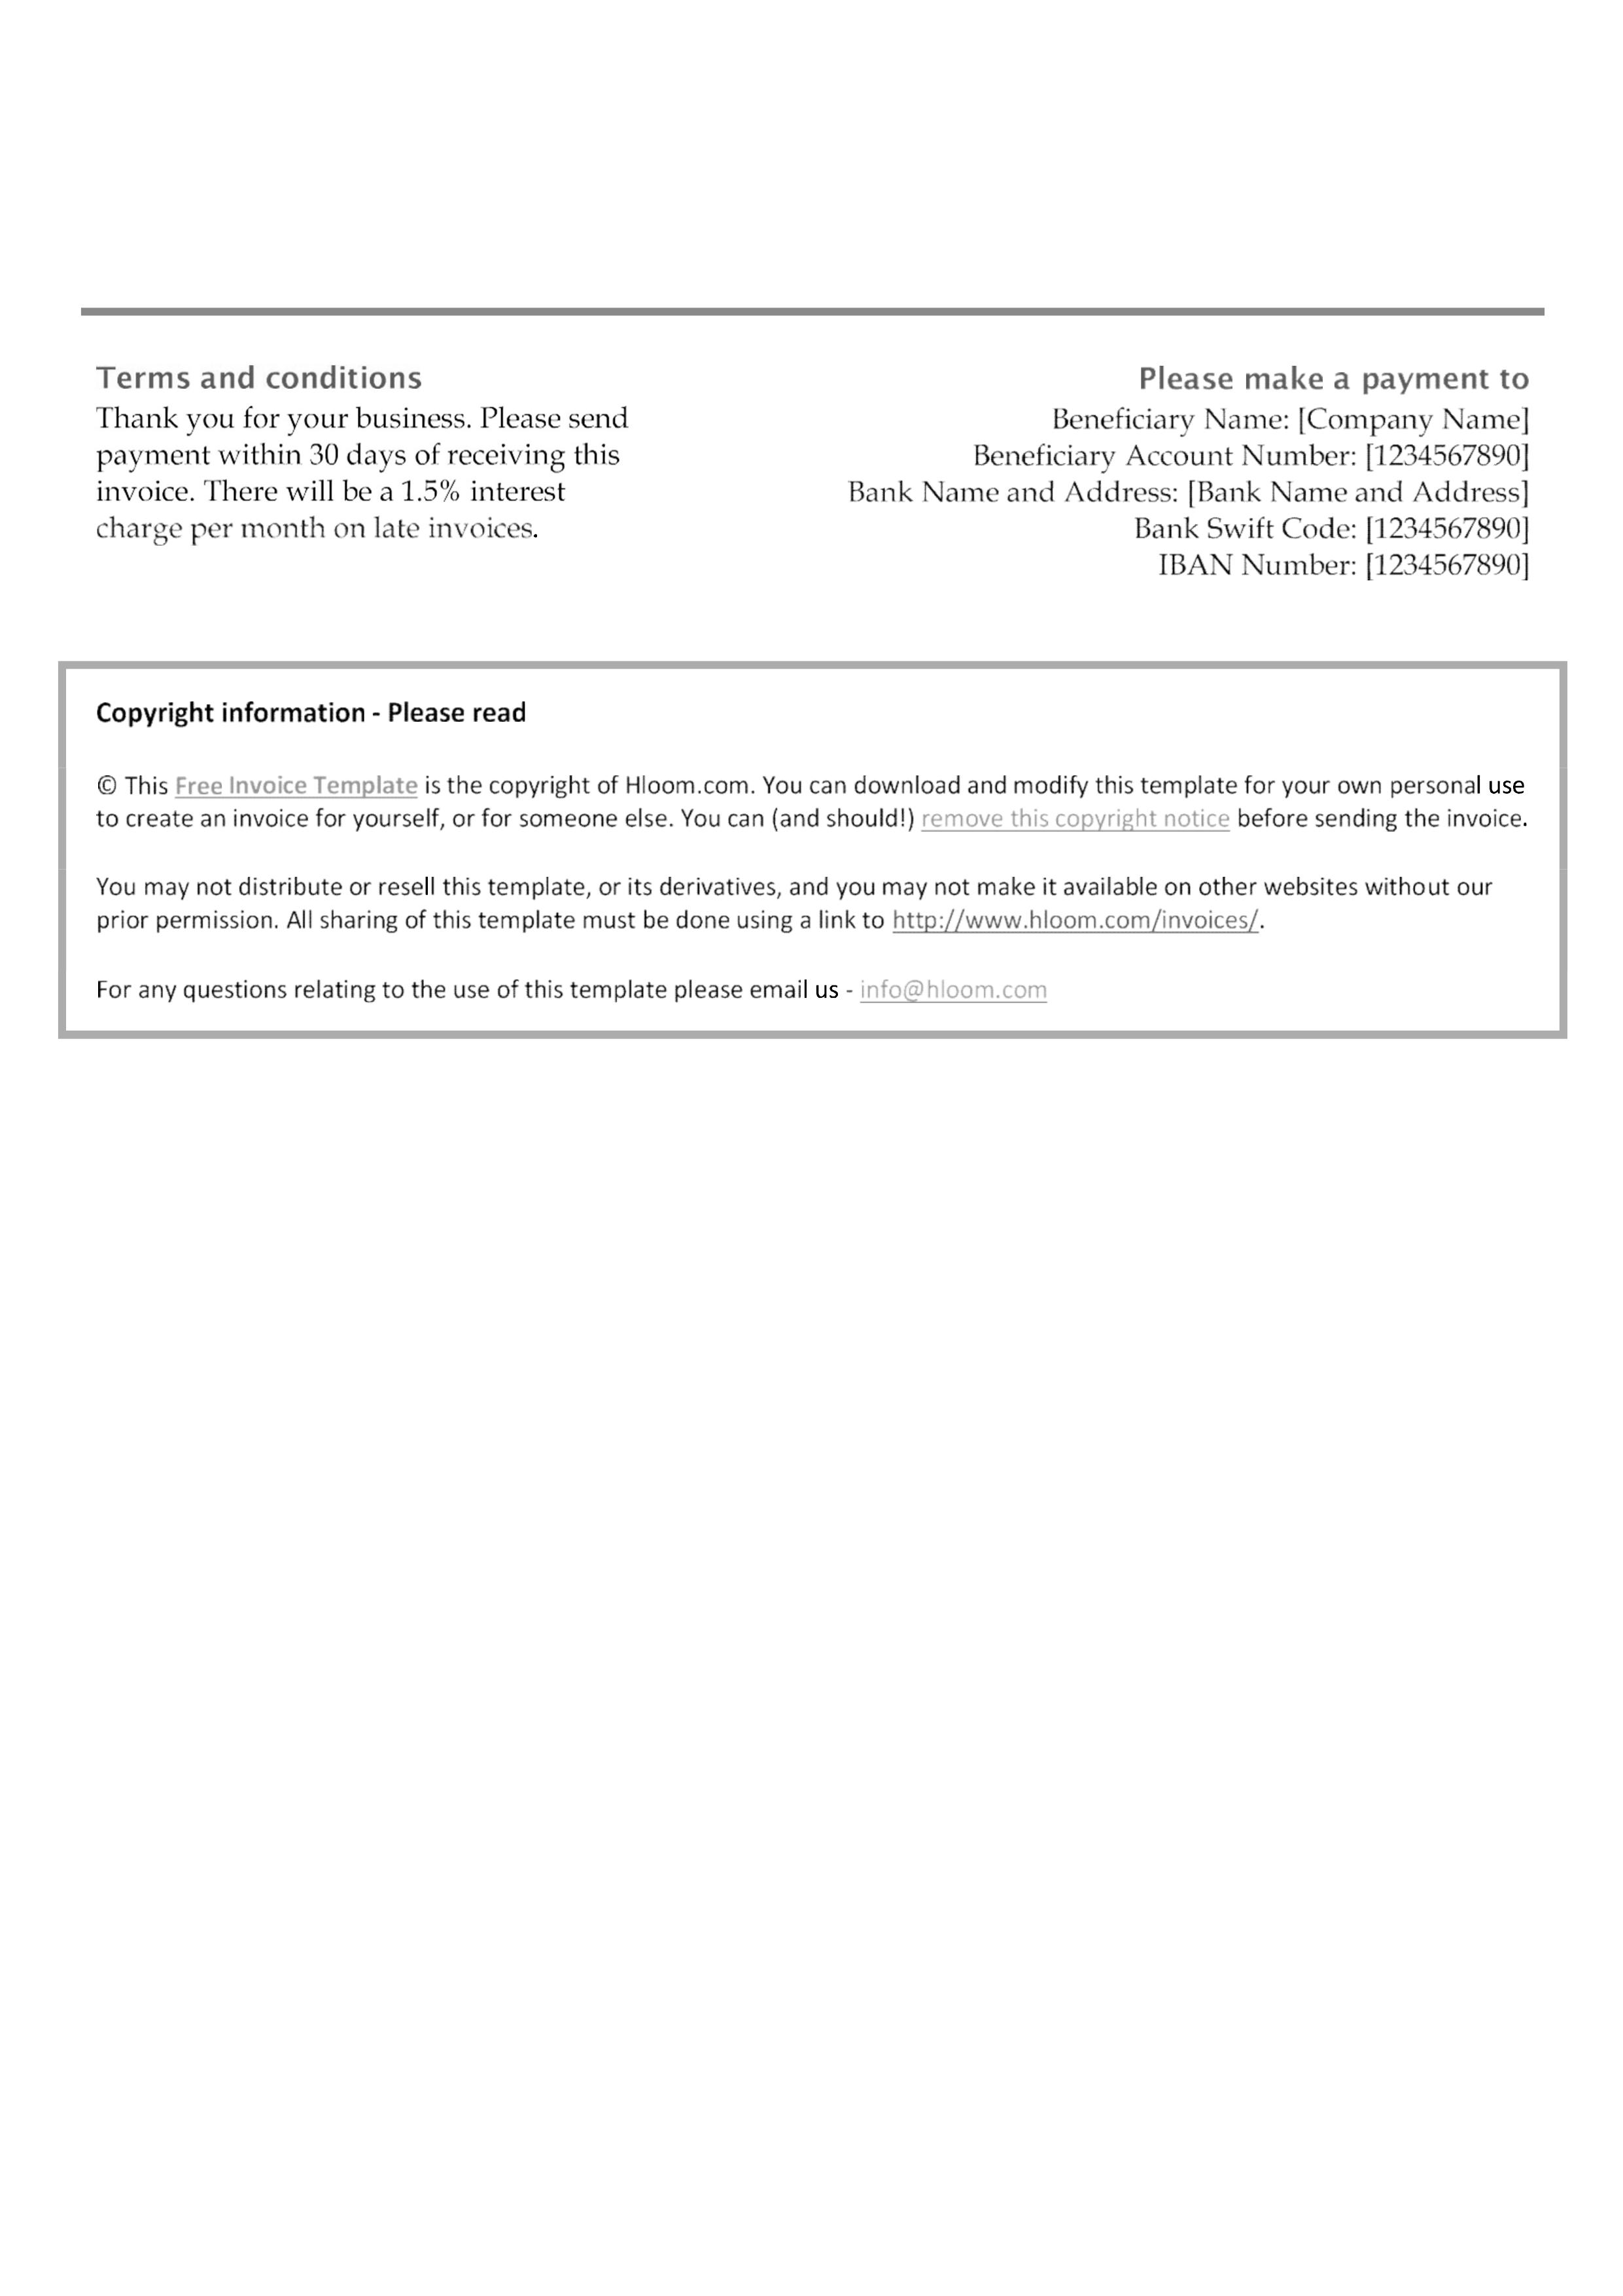 Terms and conditions
Thank you for your business. Please send
payment within 30 days of receiving this
invoice. There will be a 1.5% interest
charge per month on late invoices.
Please make a payment to
Beneficiary Name: [Company Name]
Beneficiary Account Number: [1234567890]
Bank Name and Address: [Bank Name and Address]
Bank Swift Code: [1234567890]
IBAN Number: [1234567890]
Copyright information - Please read
© This Free Invoice Template is the copyright of Hloom.com. You can download and modify this template for your own personal use
to create an invoice for yourself, or for someone else. You can (and should!) remove this copyright notice before sending the invoice.
You may not distribute or resell this template, or its derivatives, and you may not make it available on other websites without our
prior permission. All sharing of this template must be done using a link to http://www.hloom.com/invoices/.
For any questions relating to the use of this template please email us - info@hloom.com